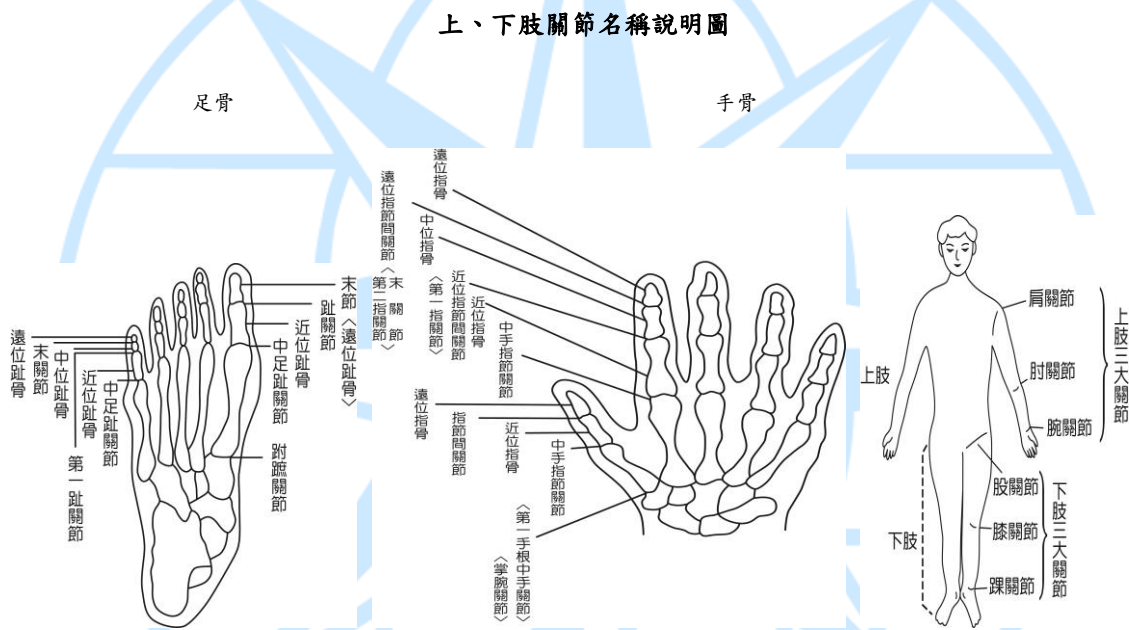 上、下肢關節名稱說明圖
足骨
手骨
遠位趾骨
末關節
中位趾骨
近位趾骨
中足趾關節
第一趾關節
末節〈遠位趾骨〉
趾關節
近位趾骨
中足趾關節
跗蹠關節
遠位指骨
遠位指節間關節〈末關節第二指關節〉
中位指骨
近位指節間關節〈第一指關節〉
近位指骨
中手指節關節
遠位指骨
指節間關節
近位指骨
中手指節關節
〈第一手根中手關節〉
〈掌腕關節〉
上肢
肩關節
肘關節
腕關節
上肢三大關節
下肢
股關節
膝關節
踝關節
下肢三大關節